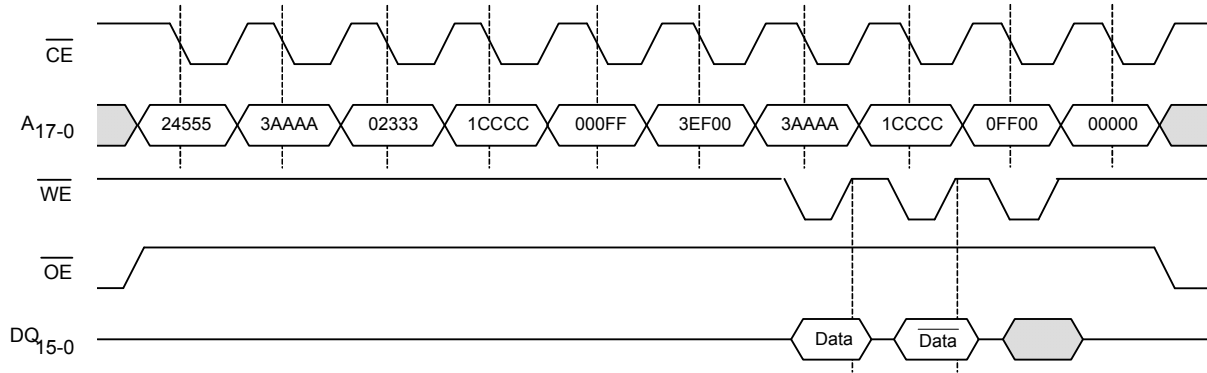 CE
A17-0
24555 3AAAA 02333 1CCCC 000FF 3EF00 3AAAA 1CCCC 0FF00 00000
WE
OE
DQ15-0
Data Data